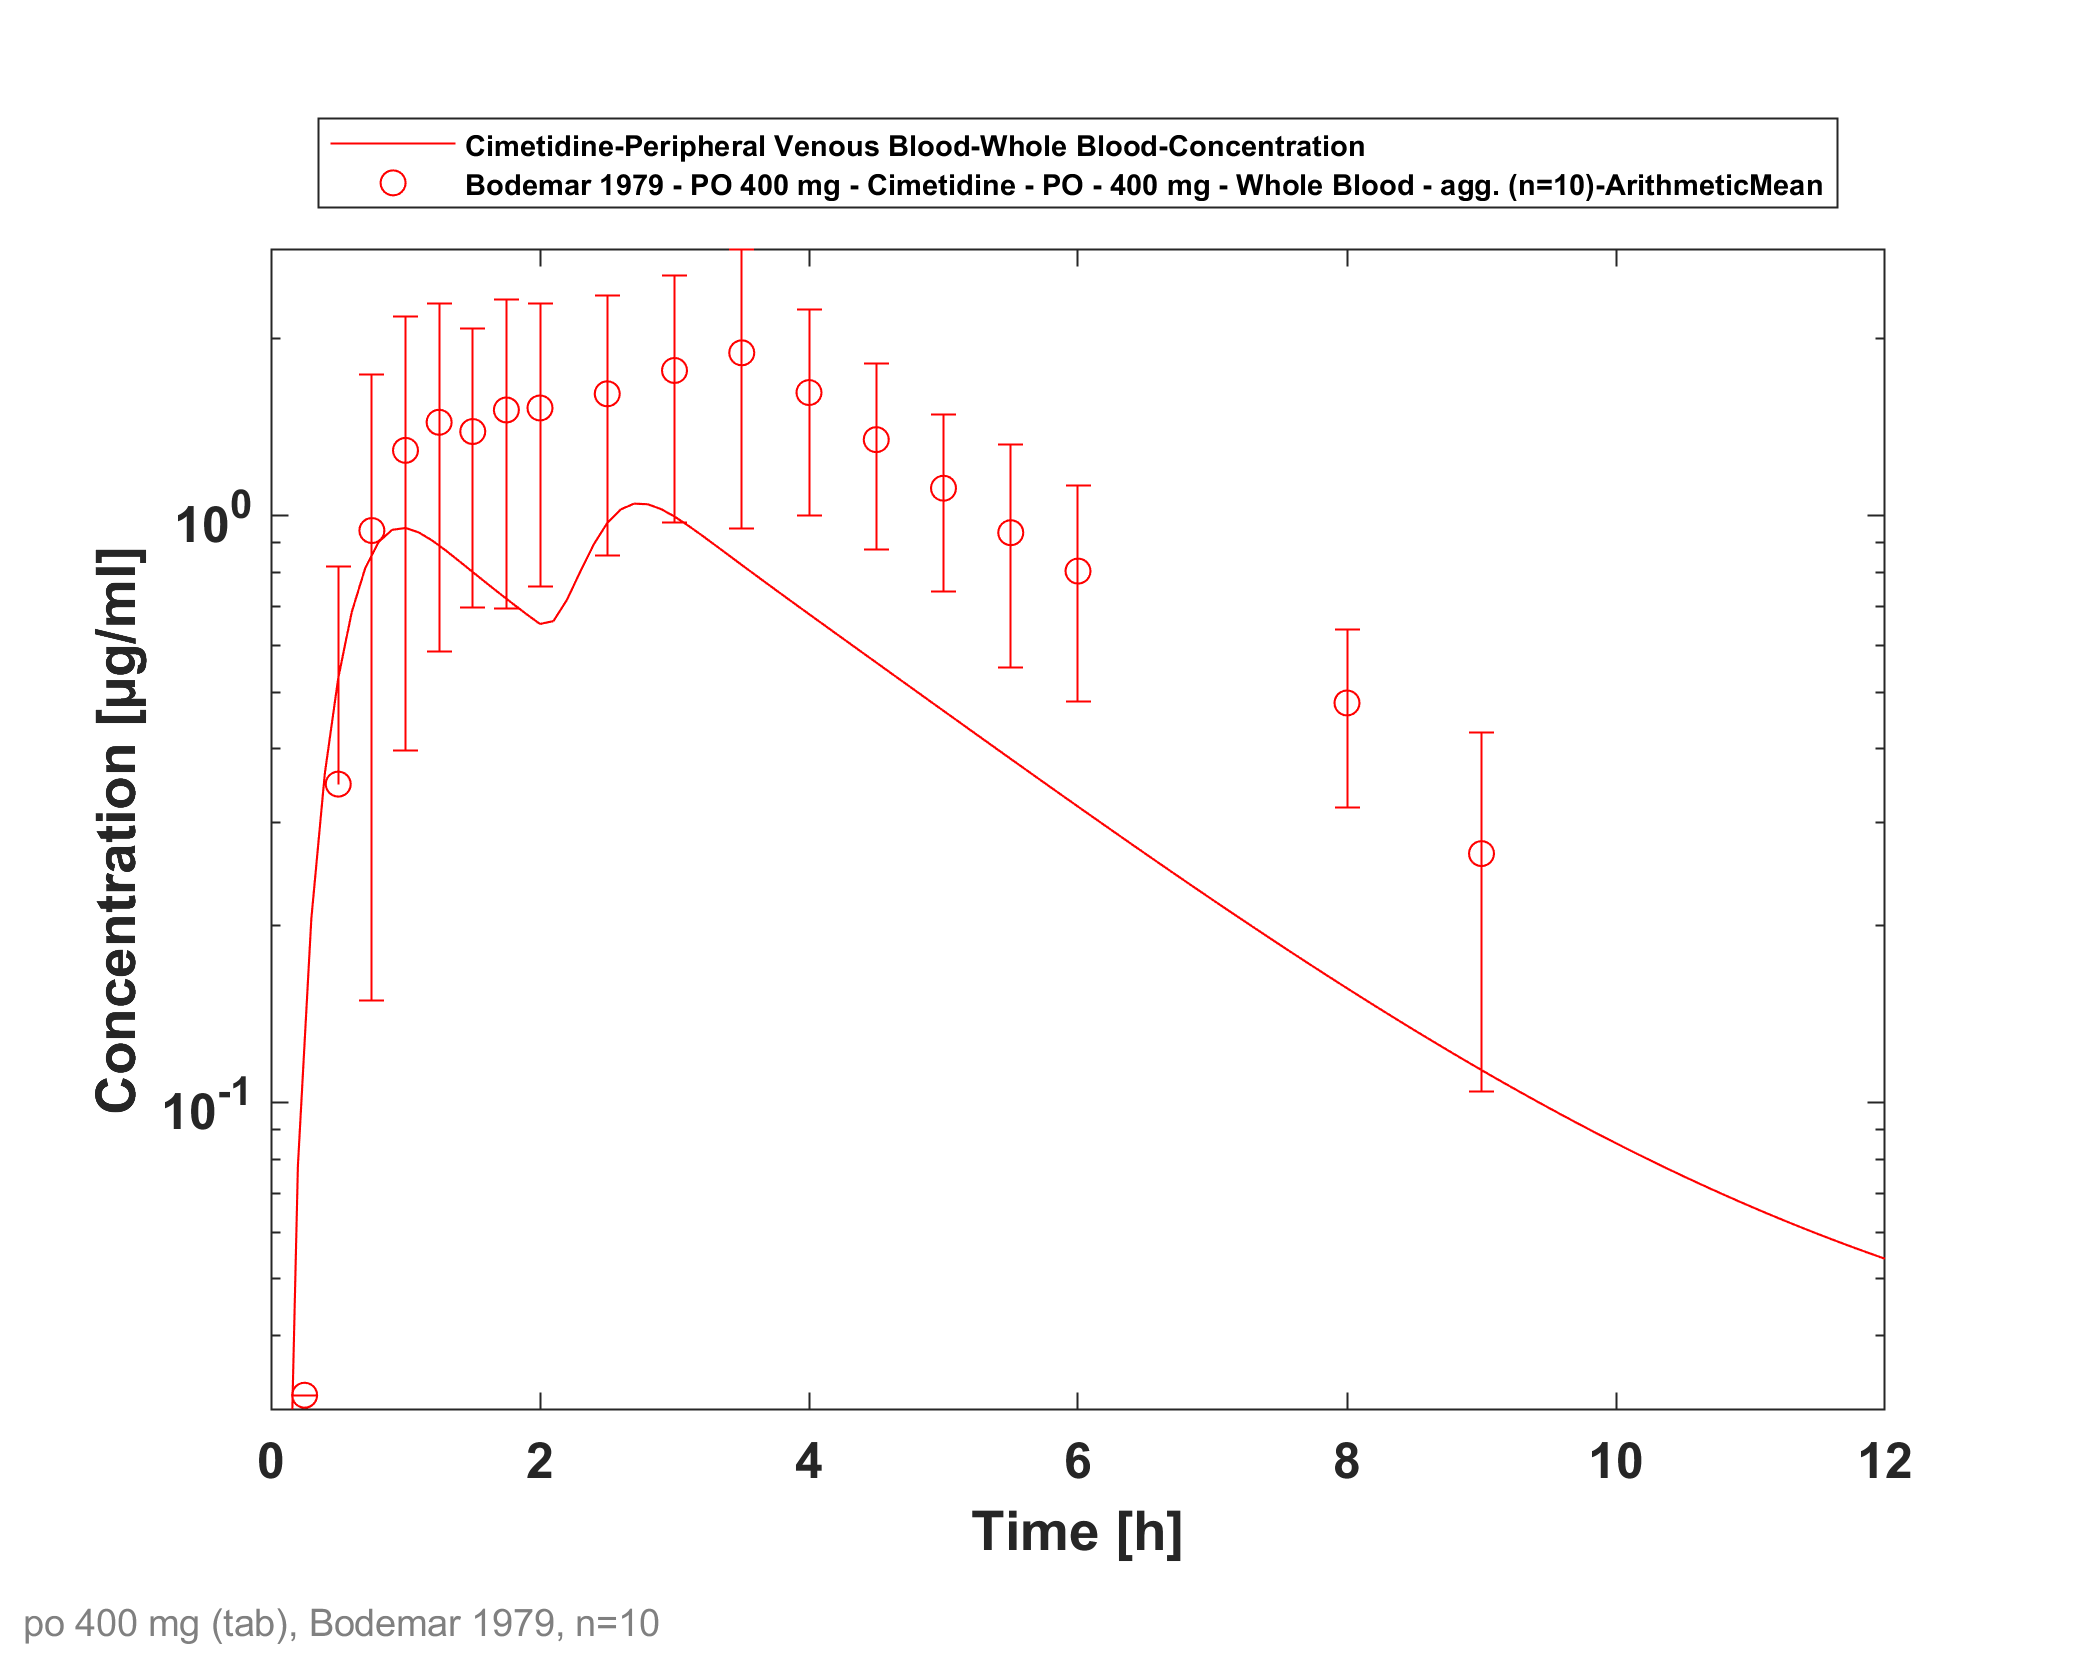 Cimetidine-Peripheral Venous Blood-Whole Blood-Concentration
Bodemar 1979 - PO 400 mg - Cimetidine - PO - 400 mg - Whole Blood - agg. (n=10)-ArithmeticMean
Concentration [µg/ml]
10^0
10^-1
0 2 4 6 8 10 12
Time [h]
po 400 mg (tab), Bodemar 1979, n=10